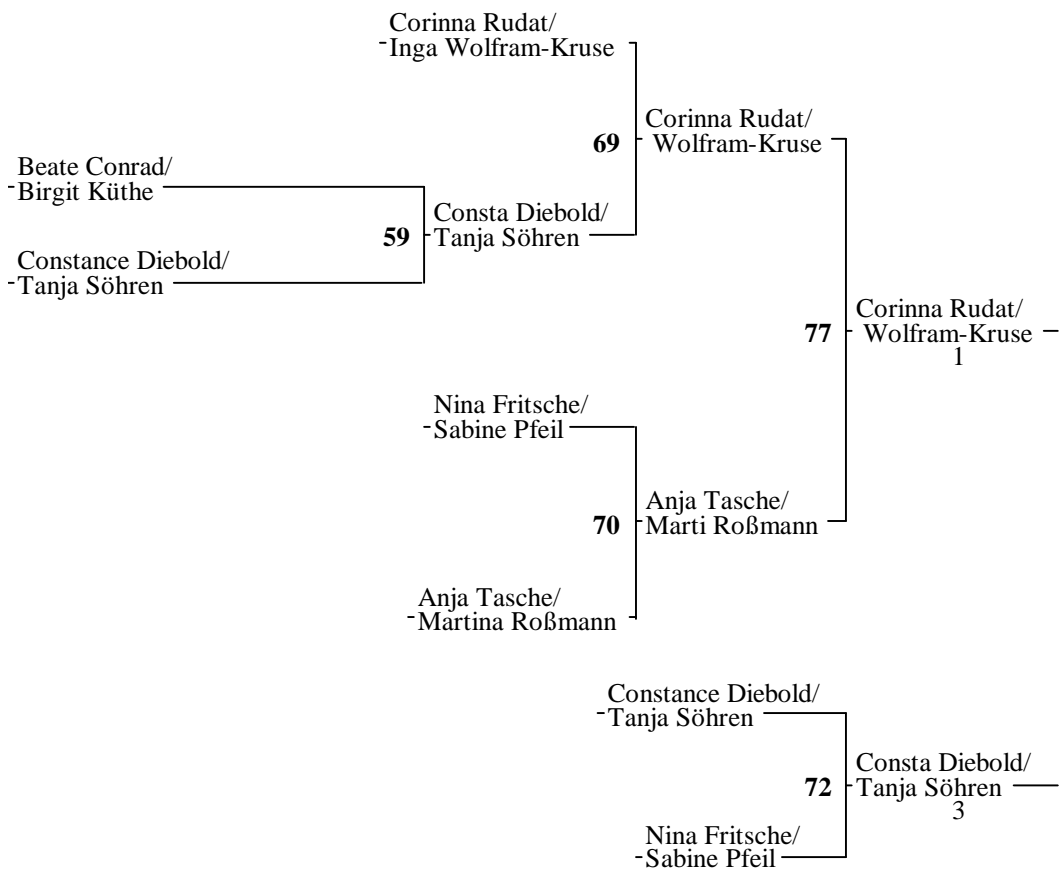 Corinna Rudat/
Inga Wolfram-Kruse
69
Corinna Rudat/
Wolfram-Kruse
Beate Conrad/
Birgit Küthe
59
Consta Diebold/
Tanja Söhren
Constance Diebold/
Tanja Söhren
77
Corinna Rudat/
Wolfram-Kruse
1
Nina Fritsche/
Sabine Pfeil
70
Anja Tasche/
Marti Roßmann
Anja Tasche/
Martina Roßmann
Constance Diebold/
Tanja Söhren
72
Consta Diebold/
Tanja Söhren
3
Nina Fritsche/
Sabine Pfeil